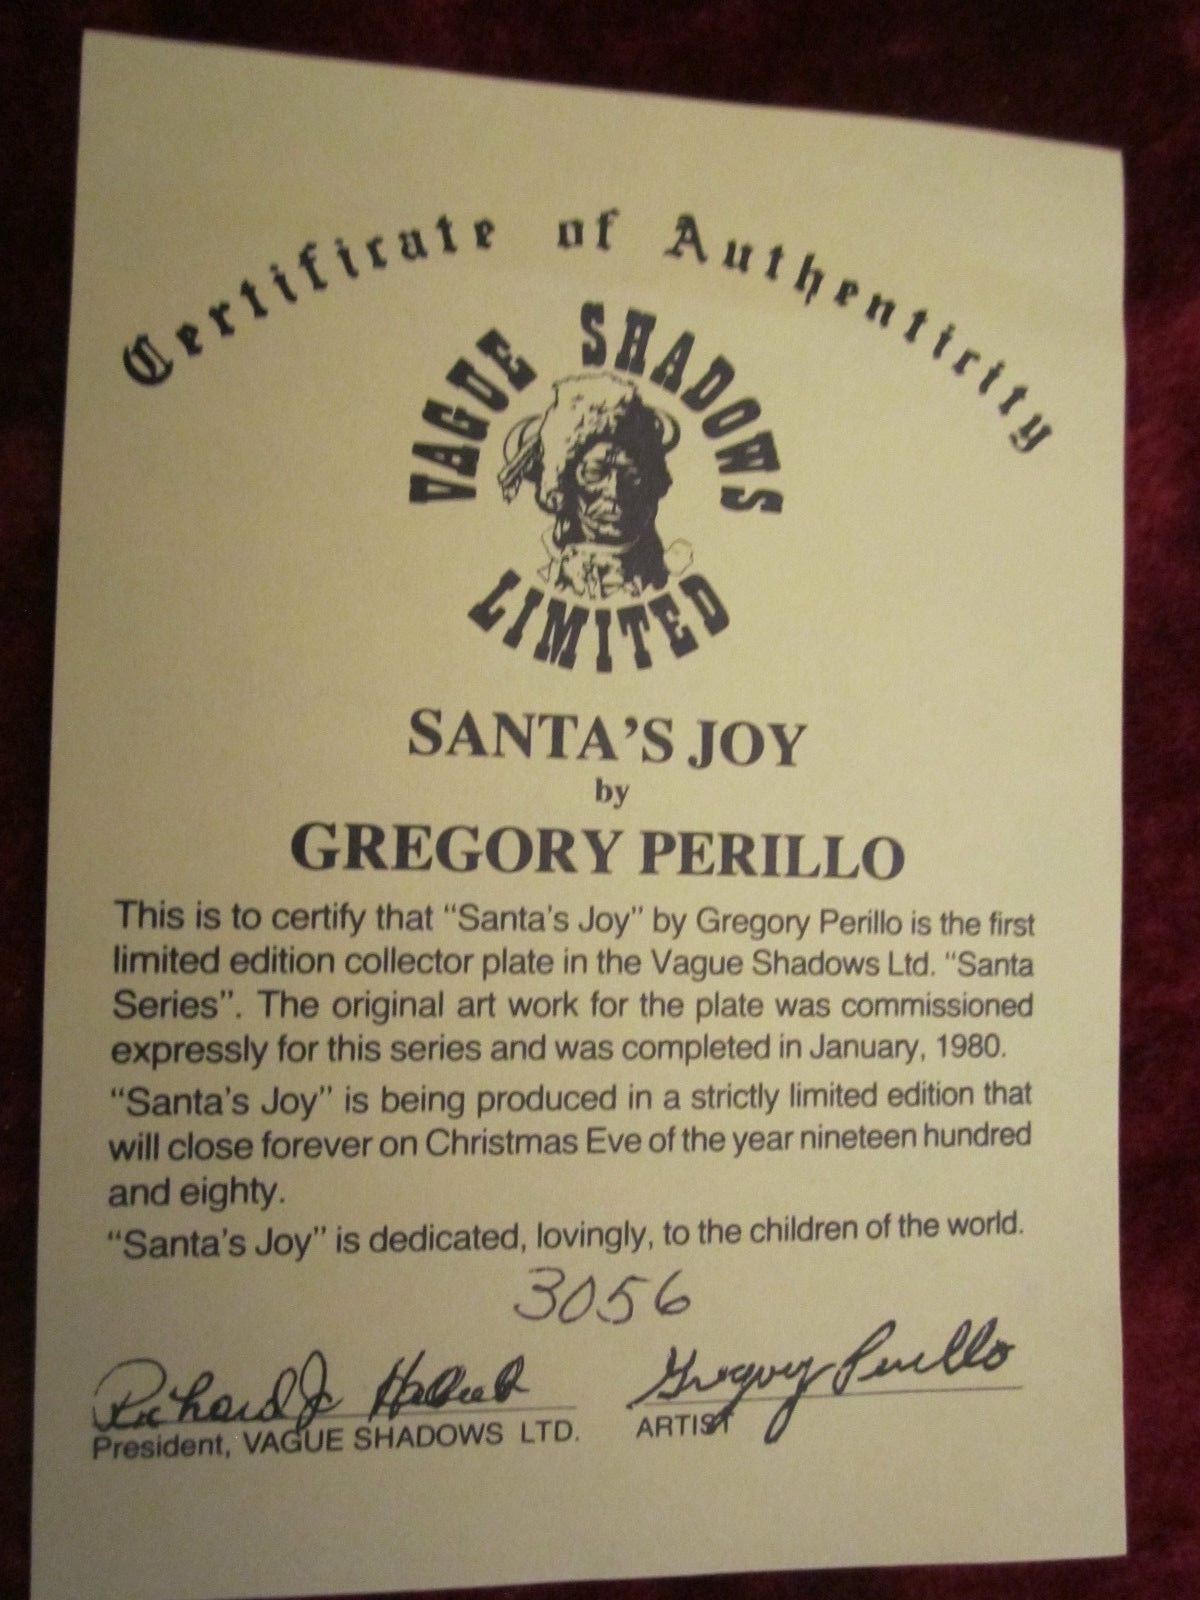 Certificate of Authenticity
VAGUE SHADOWS
LIMITED
SANTA'S JOY
by
GREGORY PERILLO
This is to certify that "Santa's Joy" by Gregory Perillo is the first
limited edition collector plate in the Vague Shadows Ltd. "Santa
Series". The original art work for the plate was commissioned
expressly for this series and was completed in January, 1980.
"Santa's Joy" is being produced in a strictly limited edition that
will close forever on Christmas Eve of the year nineteen hundred
and eighty.
"Santa's Joy" is dedicated, lovingly, to the children of the world.
3056
Richard J. Gregory Perillo
President, VAGUE SHADOWS LTD. ARTIST